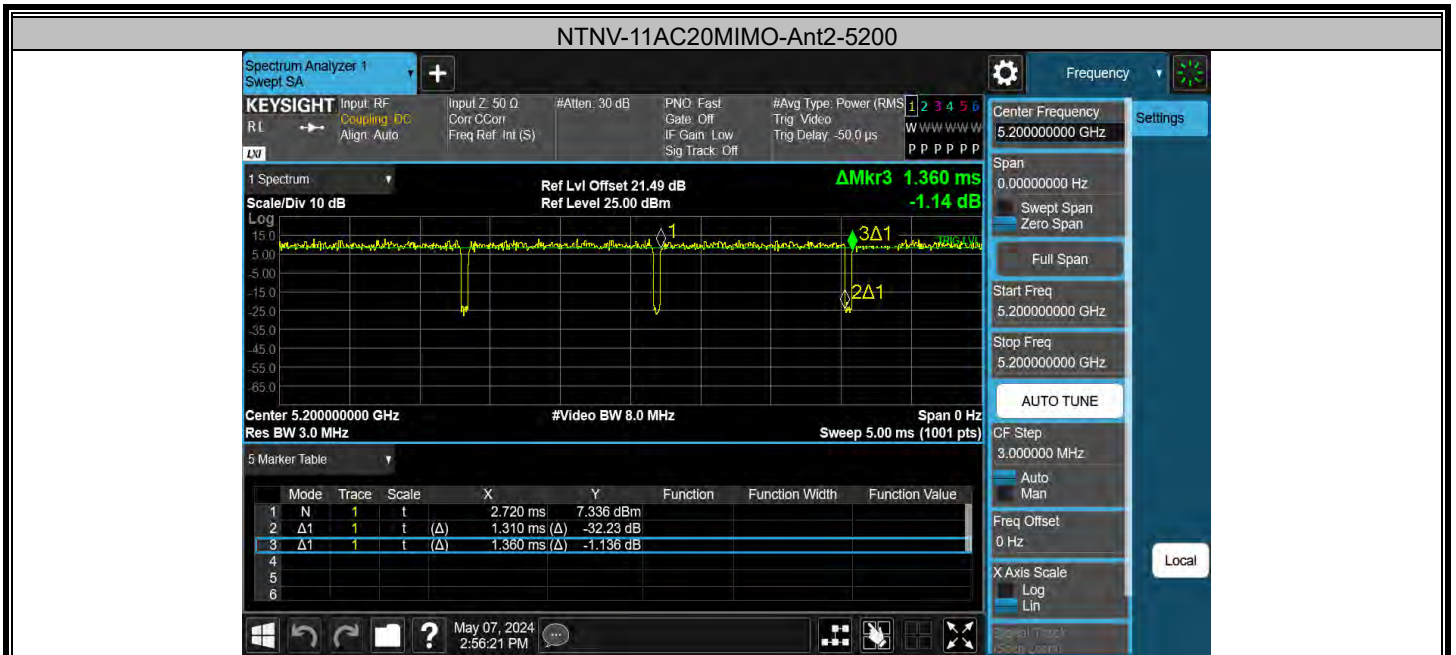 NTNV-11AC20MIMO-Ant2-5200
Spectrum Analyzer 1
Swept SA
+
Frequency
KEYSIGHT
RL
LXI
Input: RF
Coupling: DC
Align: Auto
Input Z: 50 Ω
Corr CCorr
Freq Ref: Int (S)
#Atten: 30 dB
PNO: Fast
Gate: Off
IF Gain: Low
Sig Track: Off
#Avg Type: Power (RMS
Trig: Video
Trig Delay: -50.0 µs
1 2 3 4 5 6
W W W W W W
P P P P P P
Center Frequency
5.200000000 GHz
Settings
Span
0.00000000 Hz
Swept Span
Zero Span
Full Span
Start Freq
5.200000000 GHz
Stop Freq
5.200000000 GHz
AUTO TUNE
CF Step
3.000000 MHz
Auto
Man
Freq Offset
0 Hz
X Axis Scale
Log
Lin
Signal Track
(Span Zoom)
Local
1 Spectrum
Scale/Div 10 dB
Ref Lvl Offset 21.49 dB
Ref Level 25.00 dBm
ΔMkr3 1.360 ms
-1.14 dB
Log
15.0
5.00
-5.00
-15.0
-25.0
-35.0
-45.0
-55.0
-65.0
1
3Δ1
TRIG LVL
2Δ1
Center 5.200000000 GHz
Res BW 3.0 MHz
#Video BW 8.0 MHz
Span 0 Hz
Sweep 5.00 ms (1001 pts)
5 Marker Table
Mode Trace Scale X Y Function Function Width Function Value
1 N 1 t 2.720 ms 7.336 dBm
2 Δ1 1 t (Δ) 1.310 ms (Δ) -32.23 dB
3 Δ1 1 t (Δ) 1.360 ms (Δ) -1.136 dB
4
5
6
?
May 07, 2024
2:56:21 PM